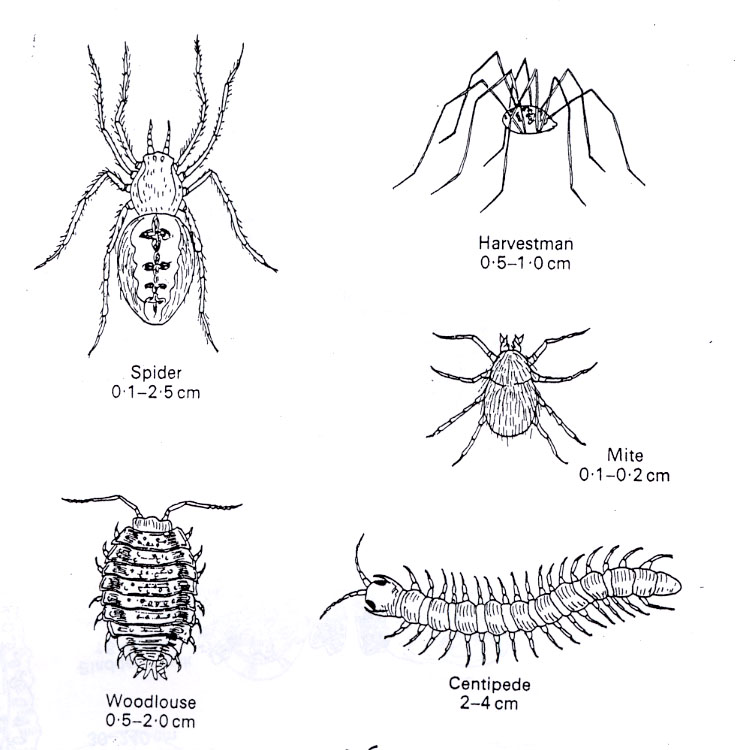 Harvestman
0·5–1·0 cm
Spider
0·1–2·5 cm
Mite
0·1–0·2 cm
Woodlouse
0·5–2·0 cm
Centipede
2–4 cm